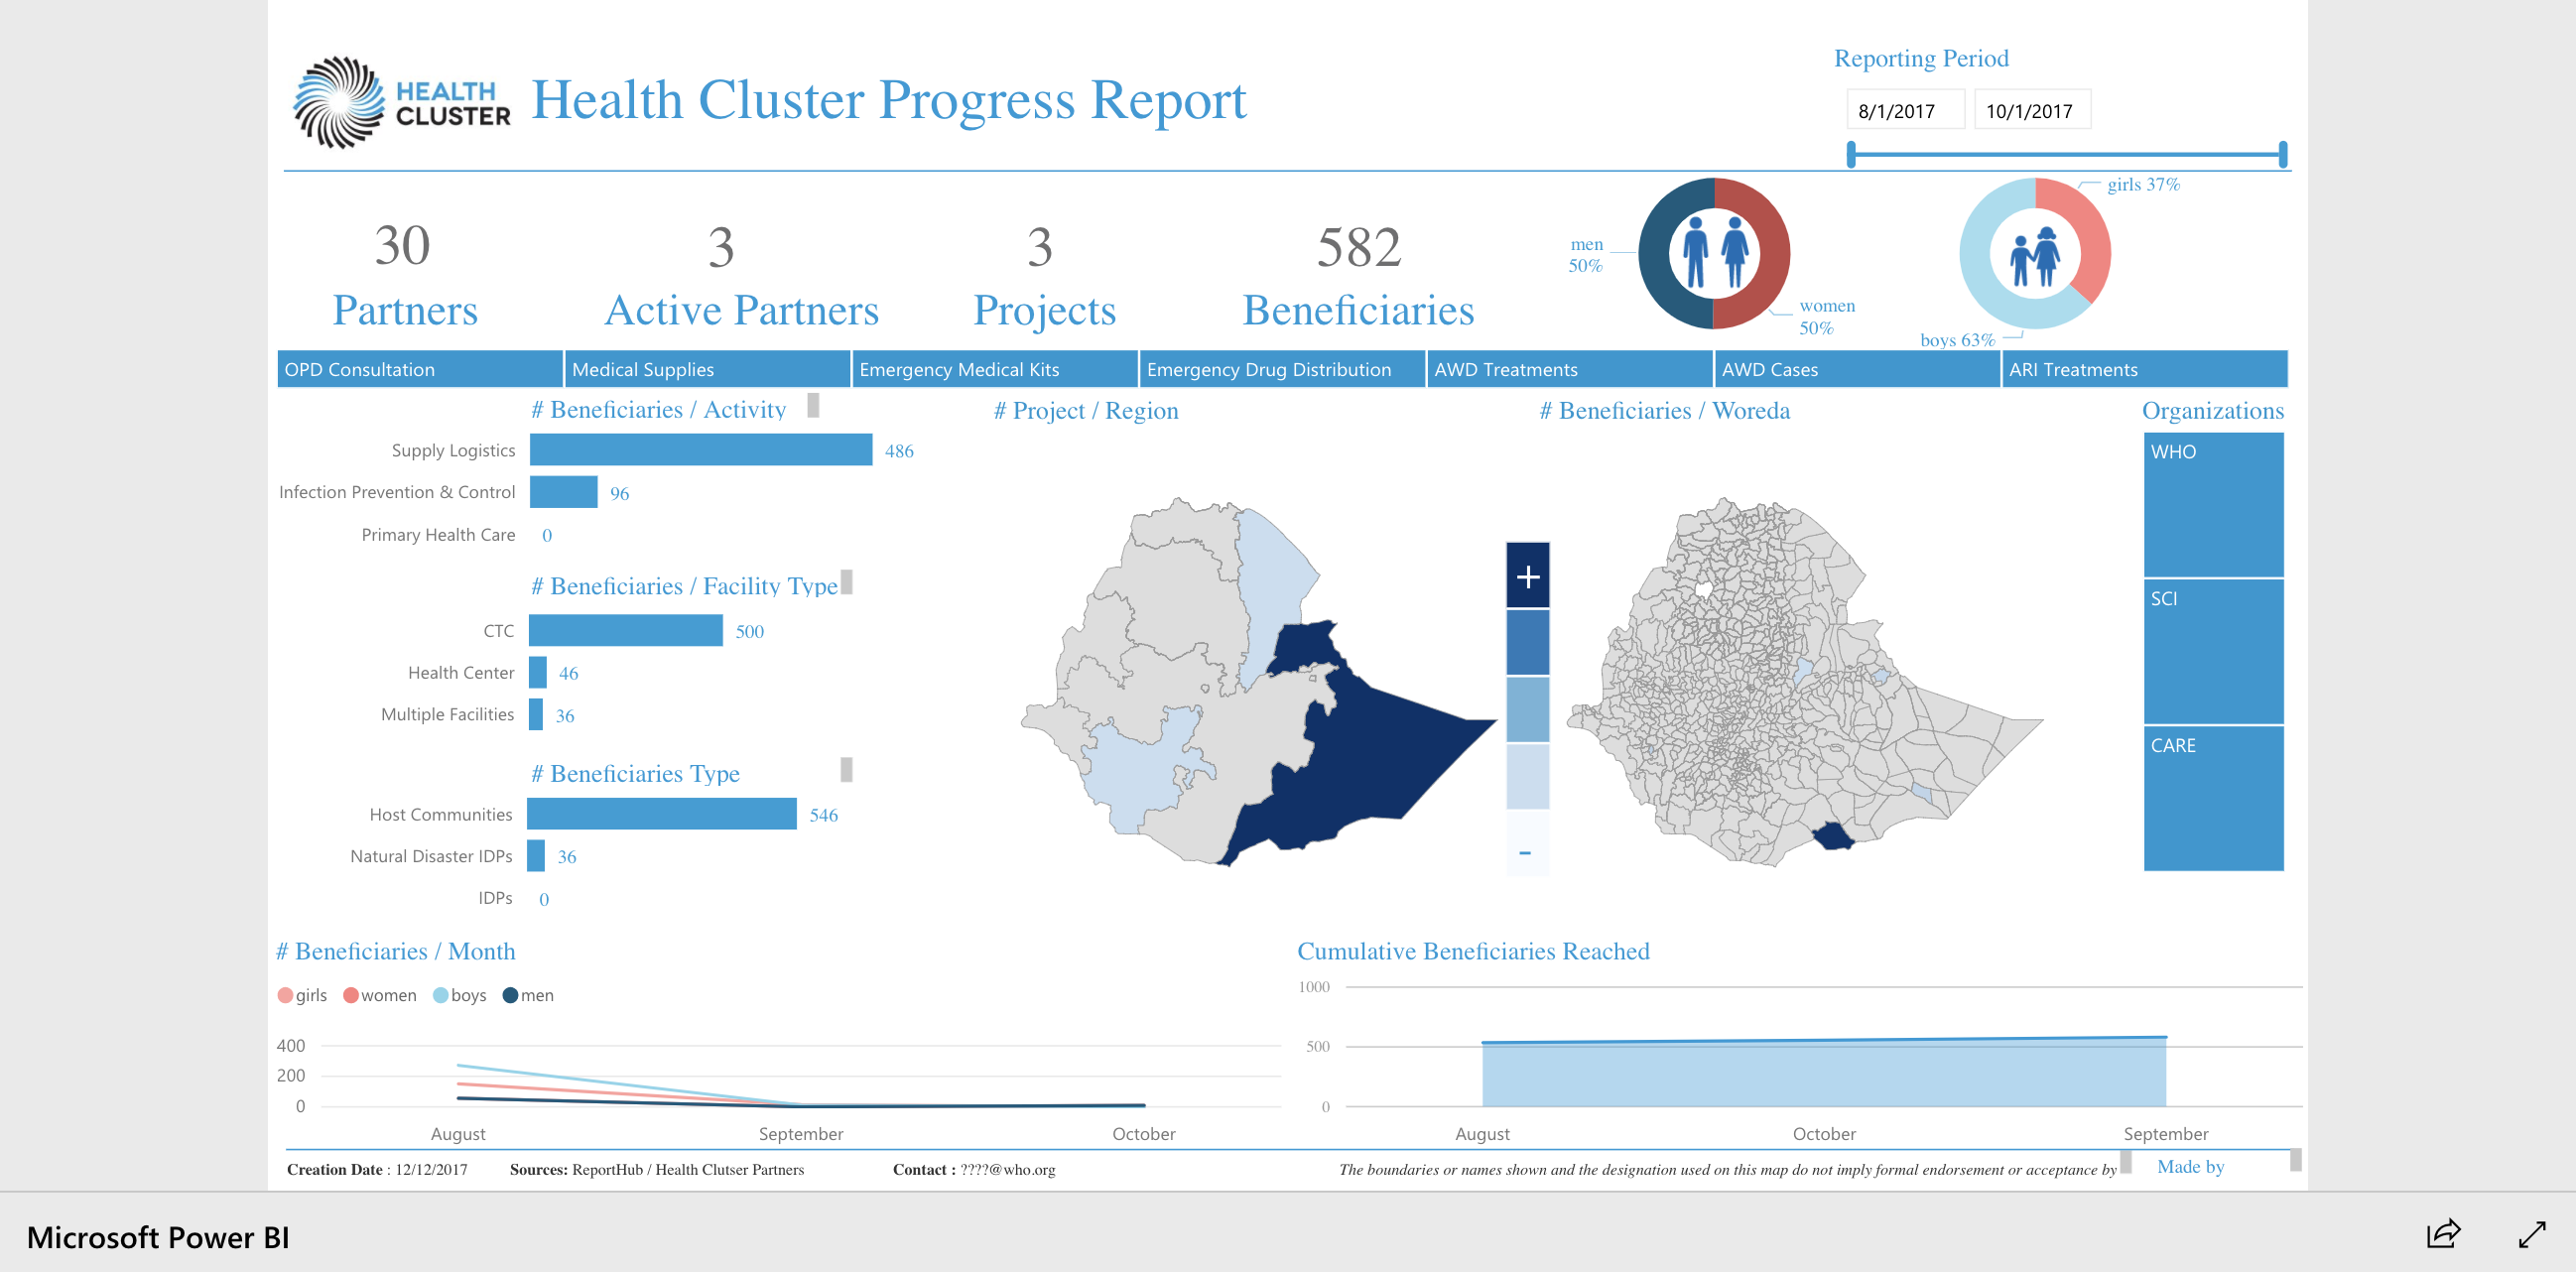 HEALTH
CLUSTER
Health Cluster Progress Report
Reporting Period
8/1/2017 10/1/2017
30
Partners
3
Active Partners
3
Projects
582
Beneficiaries
men
50%
women
50%
girls 37%
boys 63%
OPD Consultation
Medical Supplies
Emergency Medical Kits
Emergency Drug Distribution
AWD Treatments
AWD Cases
ARI Treatments
# Beneficiaries / Activity
Supply Logistics 486
Infection Prevention & Control 96
Primary Health Care 0
# Beneficiaries / Facility Type
CTC 500
Health Center 46
Multiple Facilities 36
# Beneficiaries Type
Host Communities 546
Natural Disaster IDPs 36
IDPs 0
# Project / Region
+
-
# Beneficiaries / Woreda
Organizations
WHO
SCI
CARE
# Beneficiaries / Month
girls women boys men
400
200
0
August September October
Cumulative Beneficiaries Reached
1000
500
0
August October September
Creation Date : 12/12/2017 Sources: ReportHub / Health Clutser Partners Contact : ????@who.org
The boundaries or names shown and the designation used on this map do not imply formal endorsement or acceptance by
Made by
Microsoft Power BI